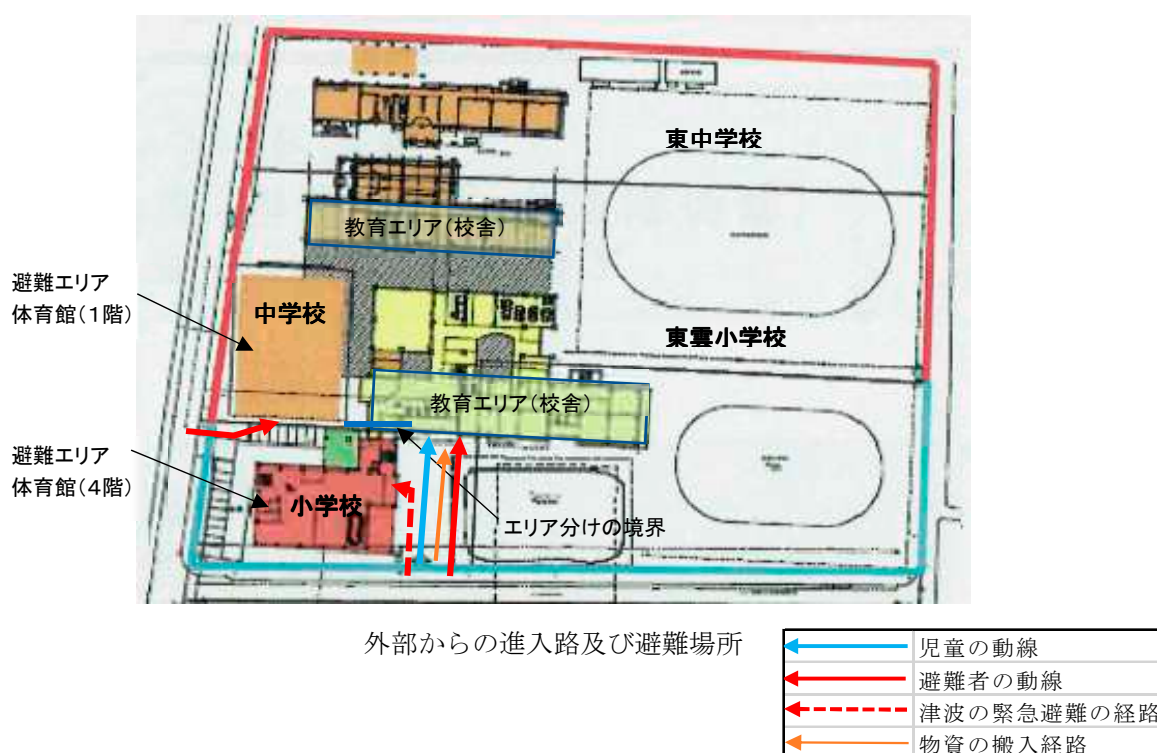 東中学校
教育エリア(校舎)
避難エリア
体育館(1階)
中学校
東雲小学校
教育エリア(校舎)
避難エリア
体育館(4階)
小学校
エリア分けの境界
外部からの進入路及び避難場所
児童の動線
避難者の動線
津波の緊急避難の経路
物資の搬入経路